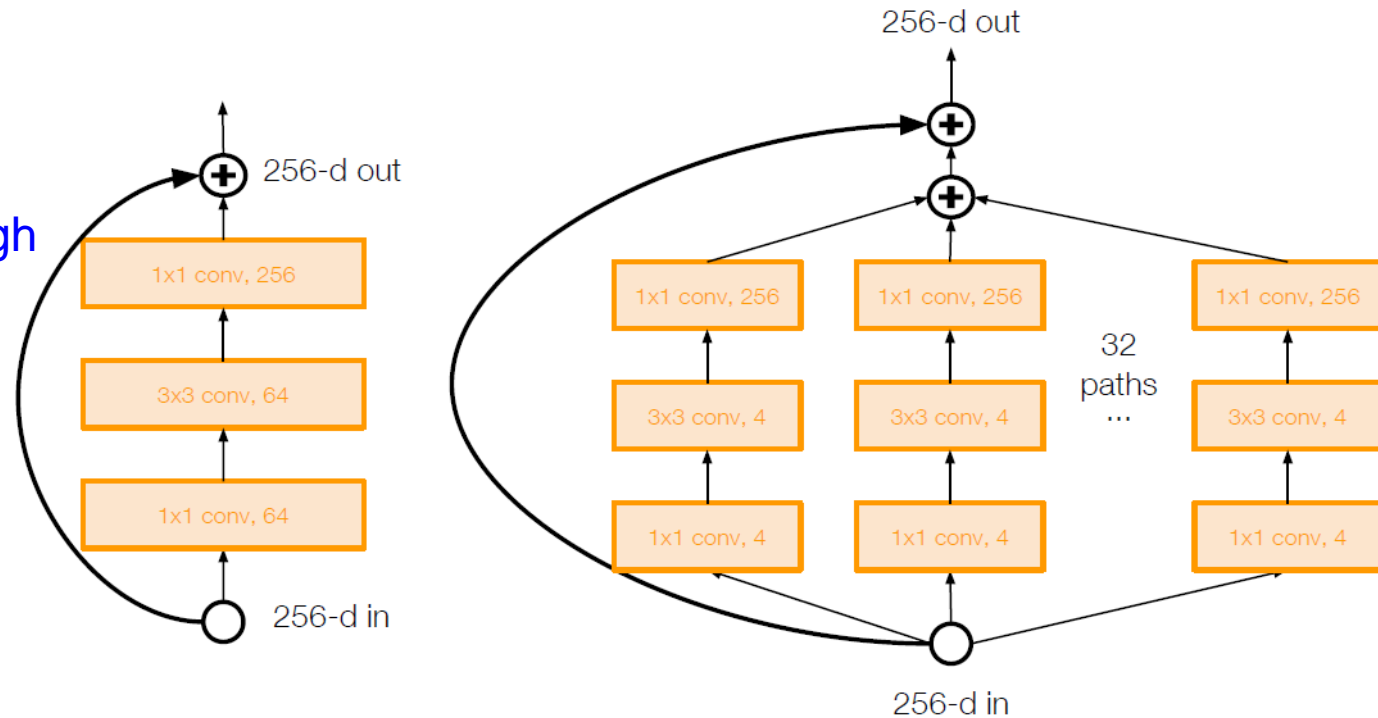 256-d out
256-d out
gh
1x1 conv, 256
3x3 conv, 64
1x1 conv, 64
256-d in
1x1 conv, 256
1x1 conv, 256
1x1 conv, 256
32
paths
...
3x3 conv, 4
3x3 conv, 4
3x3 conv, 4
1x1 conv, 4
1x1 conv, 4
1x1 conv, 4
256-d in